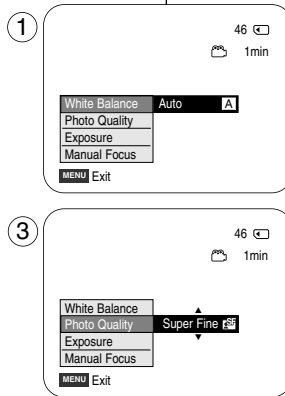 1
46
1min
White Balance Auto A
Photo Quality
Exposure
Manual Focus
MENU Exit
3
46
1min
White Balance
Photo Quality Super Fine SF
Exposure
Manual Focus
MENU Exit